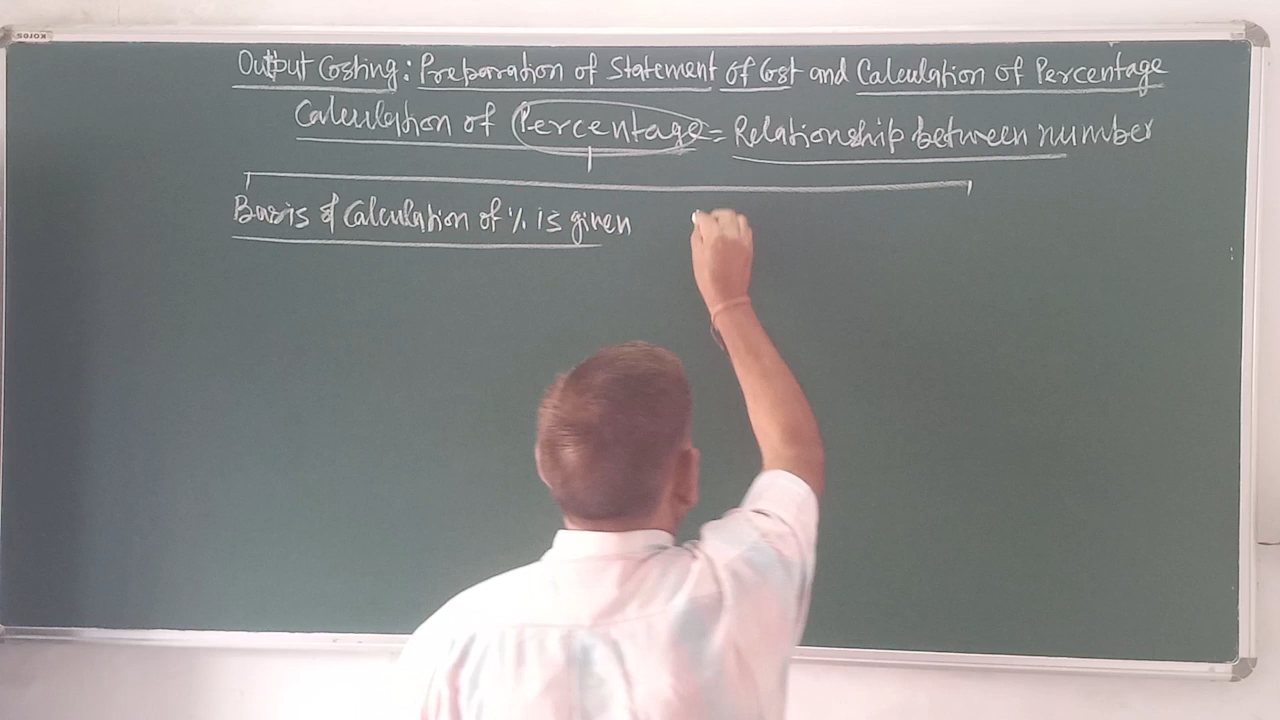 KORES
Output Costing: Preparation of Statement of Cost and Calculation of Percentage
Calculation of Percentage = Relationship between number
Basis of Calculation of % is given